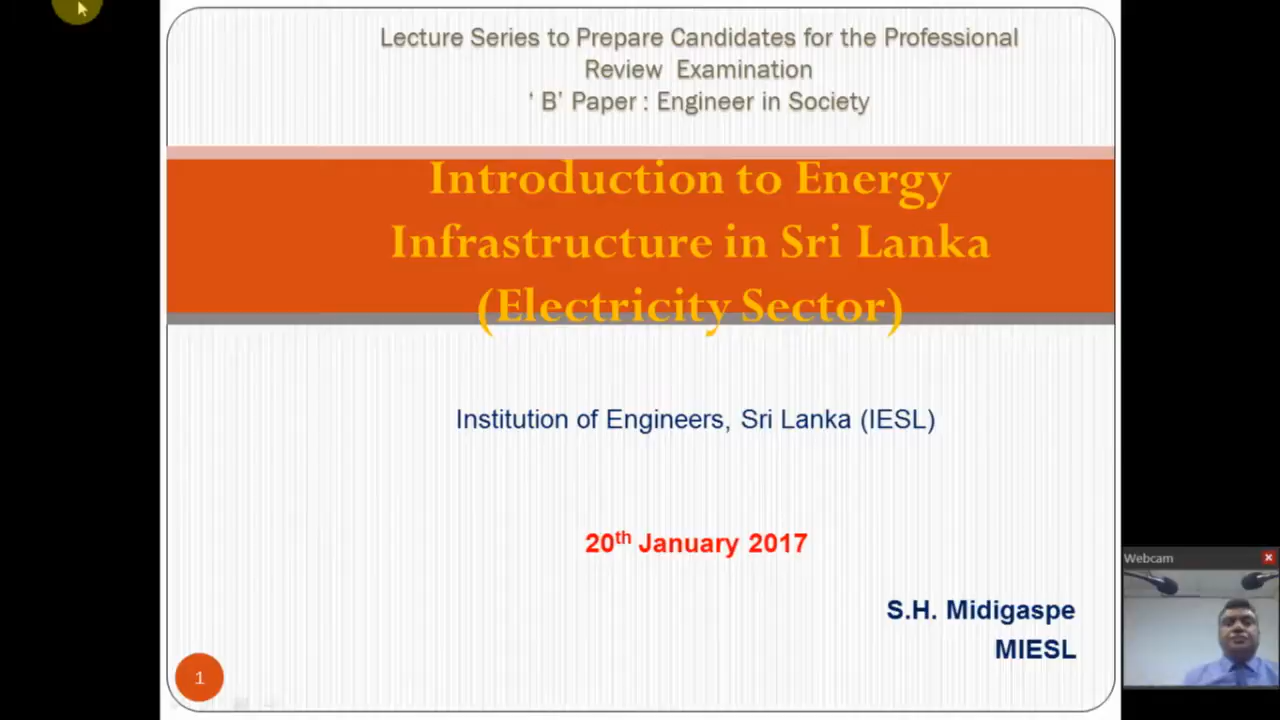 Lecture Series to Prepare Candidates for the Professional
Review Examination
‘ B’ Paper : Engineer in Society
Introduction to Energy
Infrastructure in Sri Lanka
(Electricity Sector)
Institution of Engineers, Sri Lanka (IESL)
20th January 2017
S.H. Midigaspe
MIESL
1
Webcam